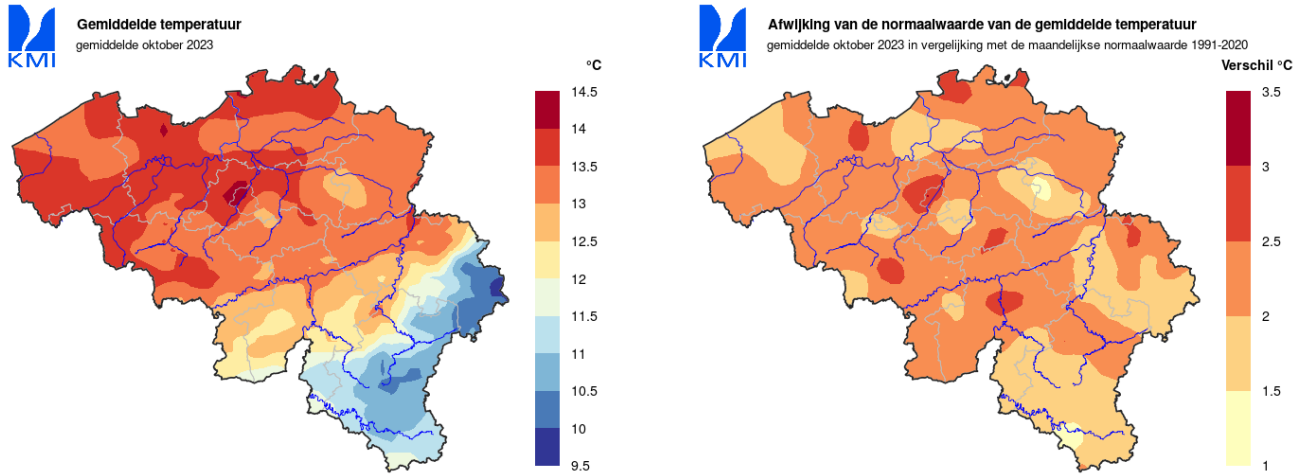 KMI
Gemiddelde temperatuur
gemiddelde oktober 2023
°C
14.5
14
13.5
13
12.5
12
11.5
11
10.5
10
9.5
KMI
Afwijking van de normaalwaarde van de gemiddelde temperatuur
gemiddelde oktober 2023 in vergelijking met de maandelijkse normaalwaarde 1991-2020
Verschil °C
3.5
3
2.5
2
1.5
1